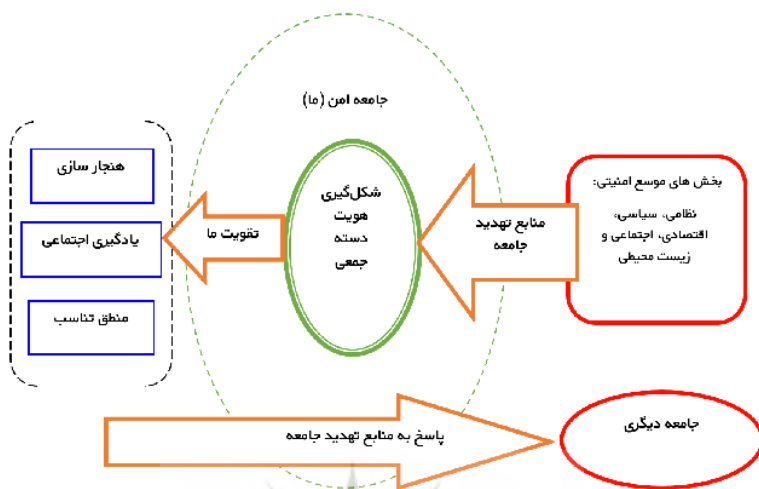 جامعه امن (ما)
بخش های موسع امنیتی:
نظامی، سیاسی،
اقتصادی، اجتماعی و
زیست محیطی
منابع تهدید
جامعه
شکل‌گیری
هویت
دسته
جمعی
تقویت ما
هنجار سازی
یادگیری اجتماعی
منطق تناسب
پاسخ به منابع تهدید جامعه
جامعه دیگری